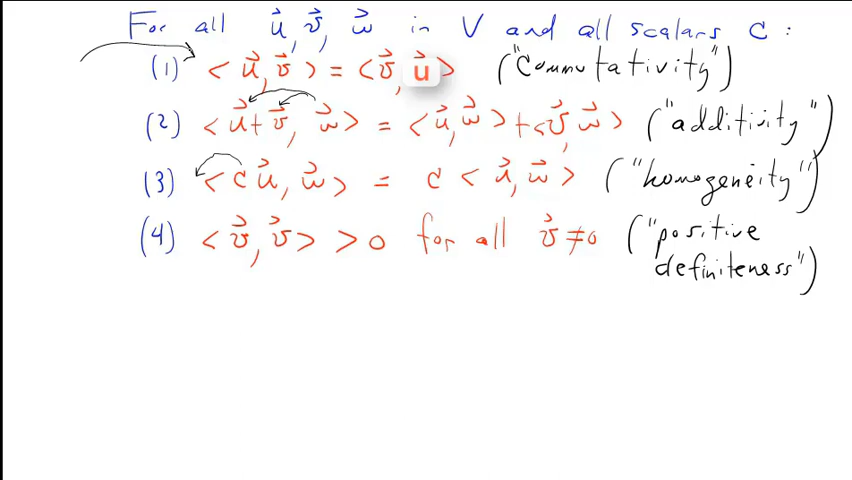 For all u⃗, v⃗, w⃗ in V and all scalars c :
(1) < u⃗, v⃗ > = < v⃗, u⃗ > ("Commutativity")
(2) < u⃗ + v⃗, w⃗ > = < u⃗, w⃗ > + < v⃗, w⃗ > ("additivity")
(3) < c u⃗, w⃗ > = c < u⃗, w⃗ > ("homogeneity")
(4) < v⃗, v⃗ > > 0 for all v⃗ ≠ 0 ("positive
definiteness")